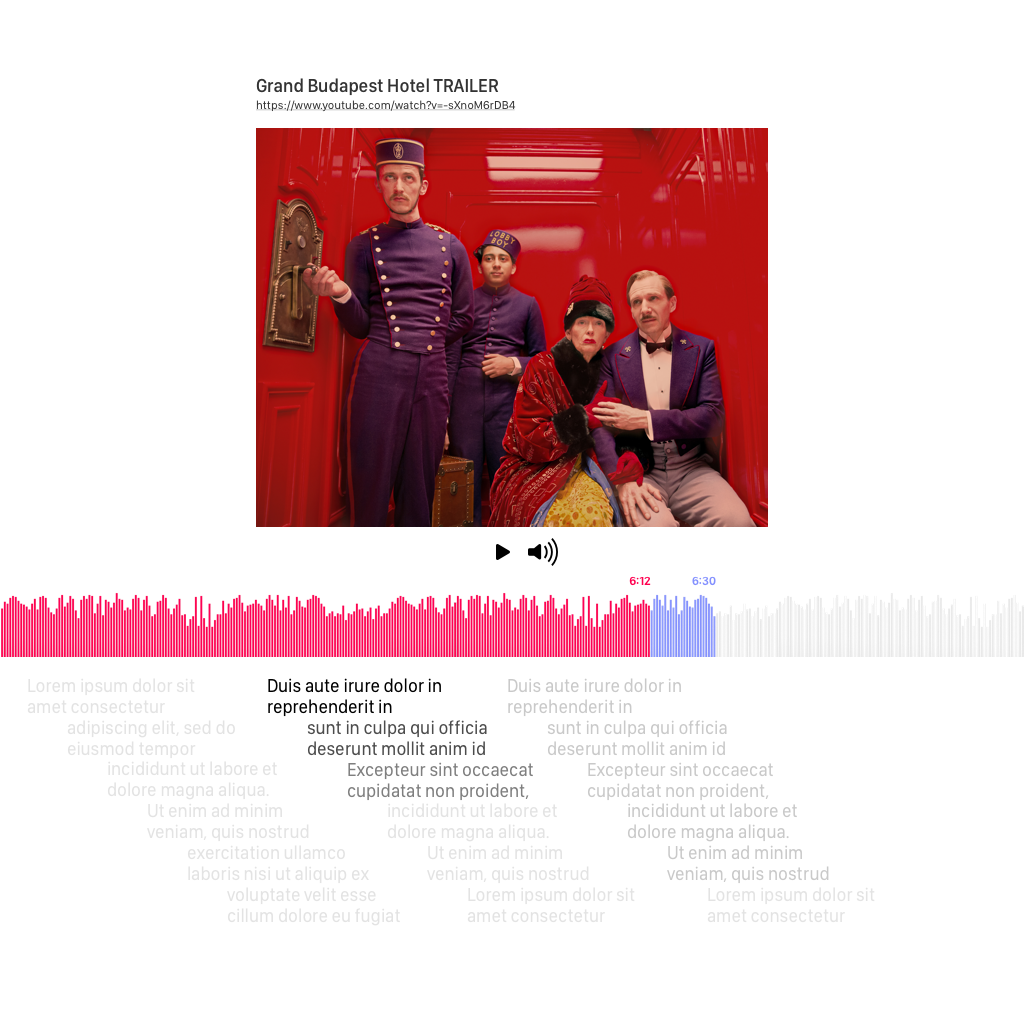 Grand Budapest Hotel TRAILER
https://www.youtube.com/watch?v=-sXnoM6rDB4
LOBBY
BOY
6:12
6:30
Lorem ipsum dolor sit
amet consectetur
adipiscing elit, sed do
eiusmod tempor
incididunt ut labore et
dolore magna aliqua.
Ut enim ad minim
veniam, quis nostrud
exercitation ullamco
laboris nisi ut aliquip ex
voluptate velit esse
cillum dolore eu fugiat
Duis aute irure dolor in
reprehenderit in
sunt in culpa qui officia
deserunt mollit anim id
Excepteur sint occaecat
cupidatat non proident,
incididunt ut labore et
dolore magna aliqua.
Ut enim ad minim
veniam, quis nostrud
Lorem ipsum dolor sit
amet consectetur
Duis aute irure dolor in
reprehenderit in
sunt in culpa qui officia
deserunt mollit anim id
Excepteur sint occaecat
cupidatat non proident,
incididunt ut labore et
dolore magna aliqua.
Ut enim ad minim
veniam, quis nostrud
Lorem ipsum dolor sit
amet consectetur